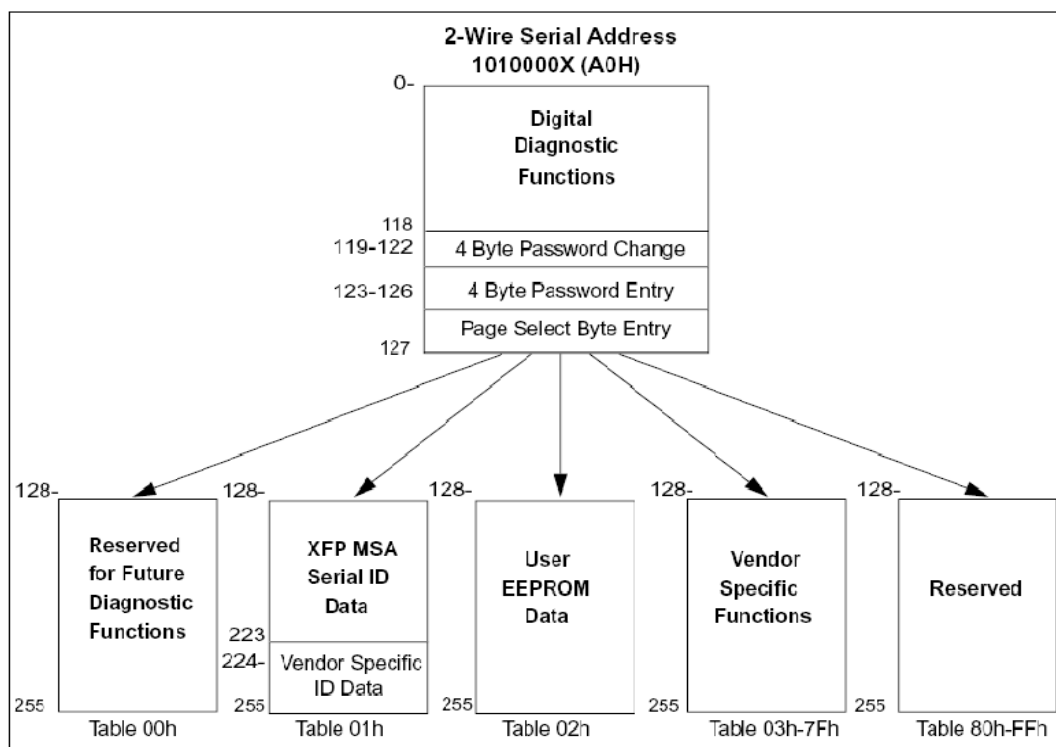 2-Wire Serial Address
1010000X (A0H)
0-
Digital
Diagnostic
Functions
118
119-122
4 Byte Password Change
123-126
4 Byte Password Entry
Page Select Byte Entry
127
128-
Reserved
for Future
Diagnostic
Functions
255
Table 00h
128-
XFP MSA
Serial ID
Data
223
224-
Vendor Specific
ID Data
255
Table 01h
128-
User
EEPROM
Data
255
Table 02h
128-
Vendor
Specific
Functions
255
Table 03h-7Fh
128-
Reserved
255
Table 80h-FFh